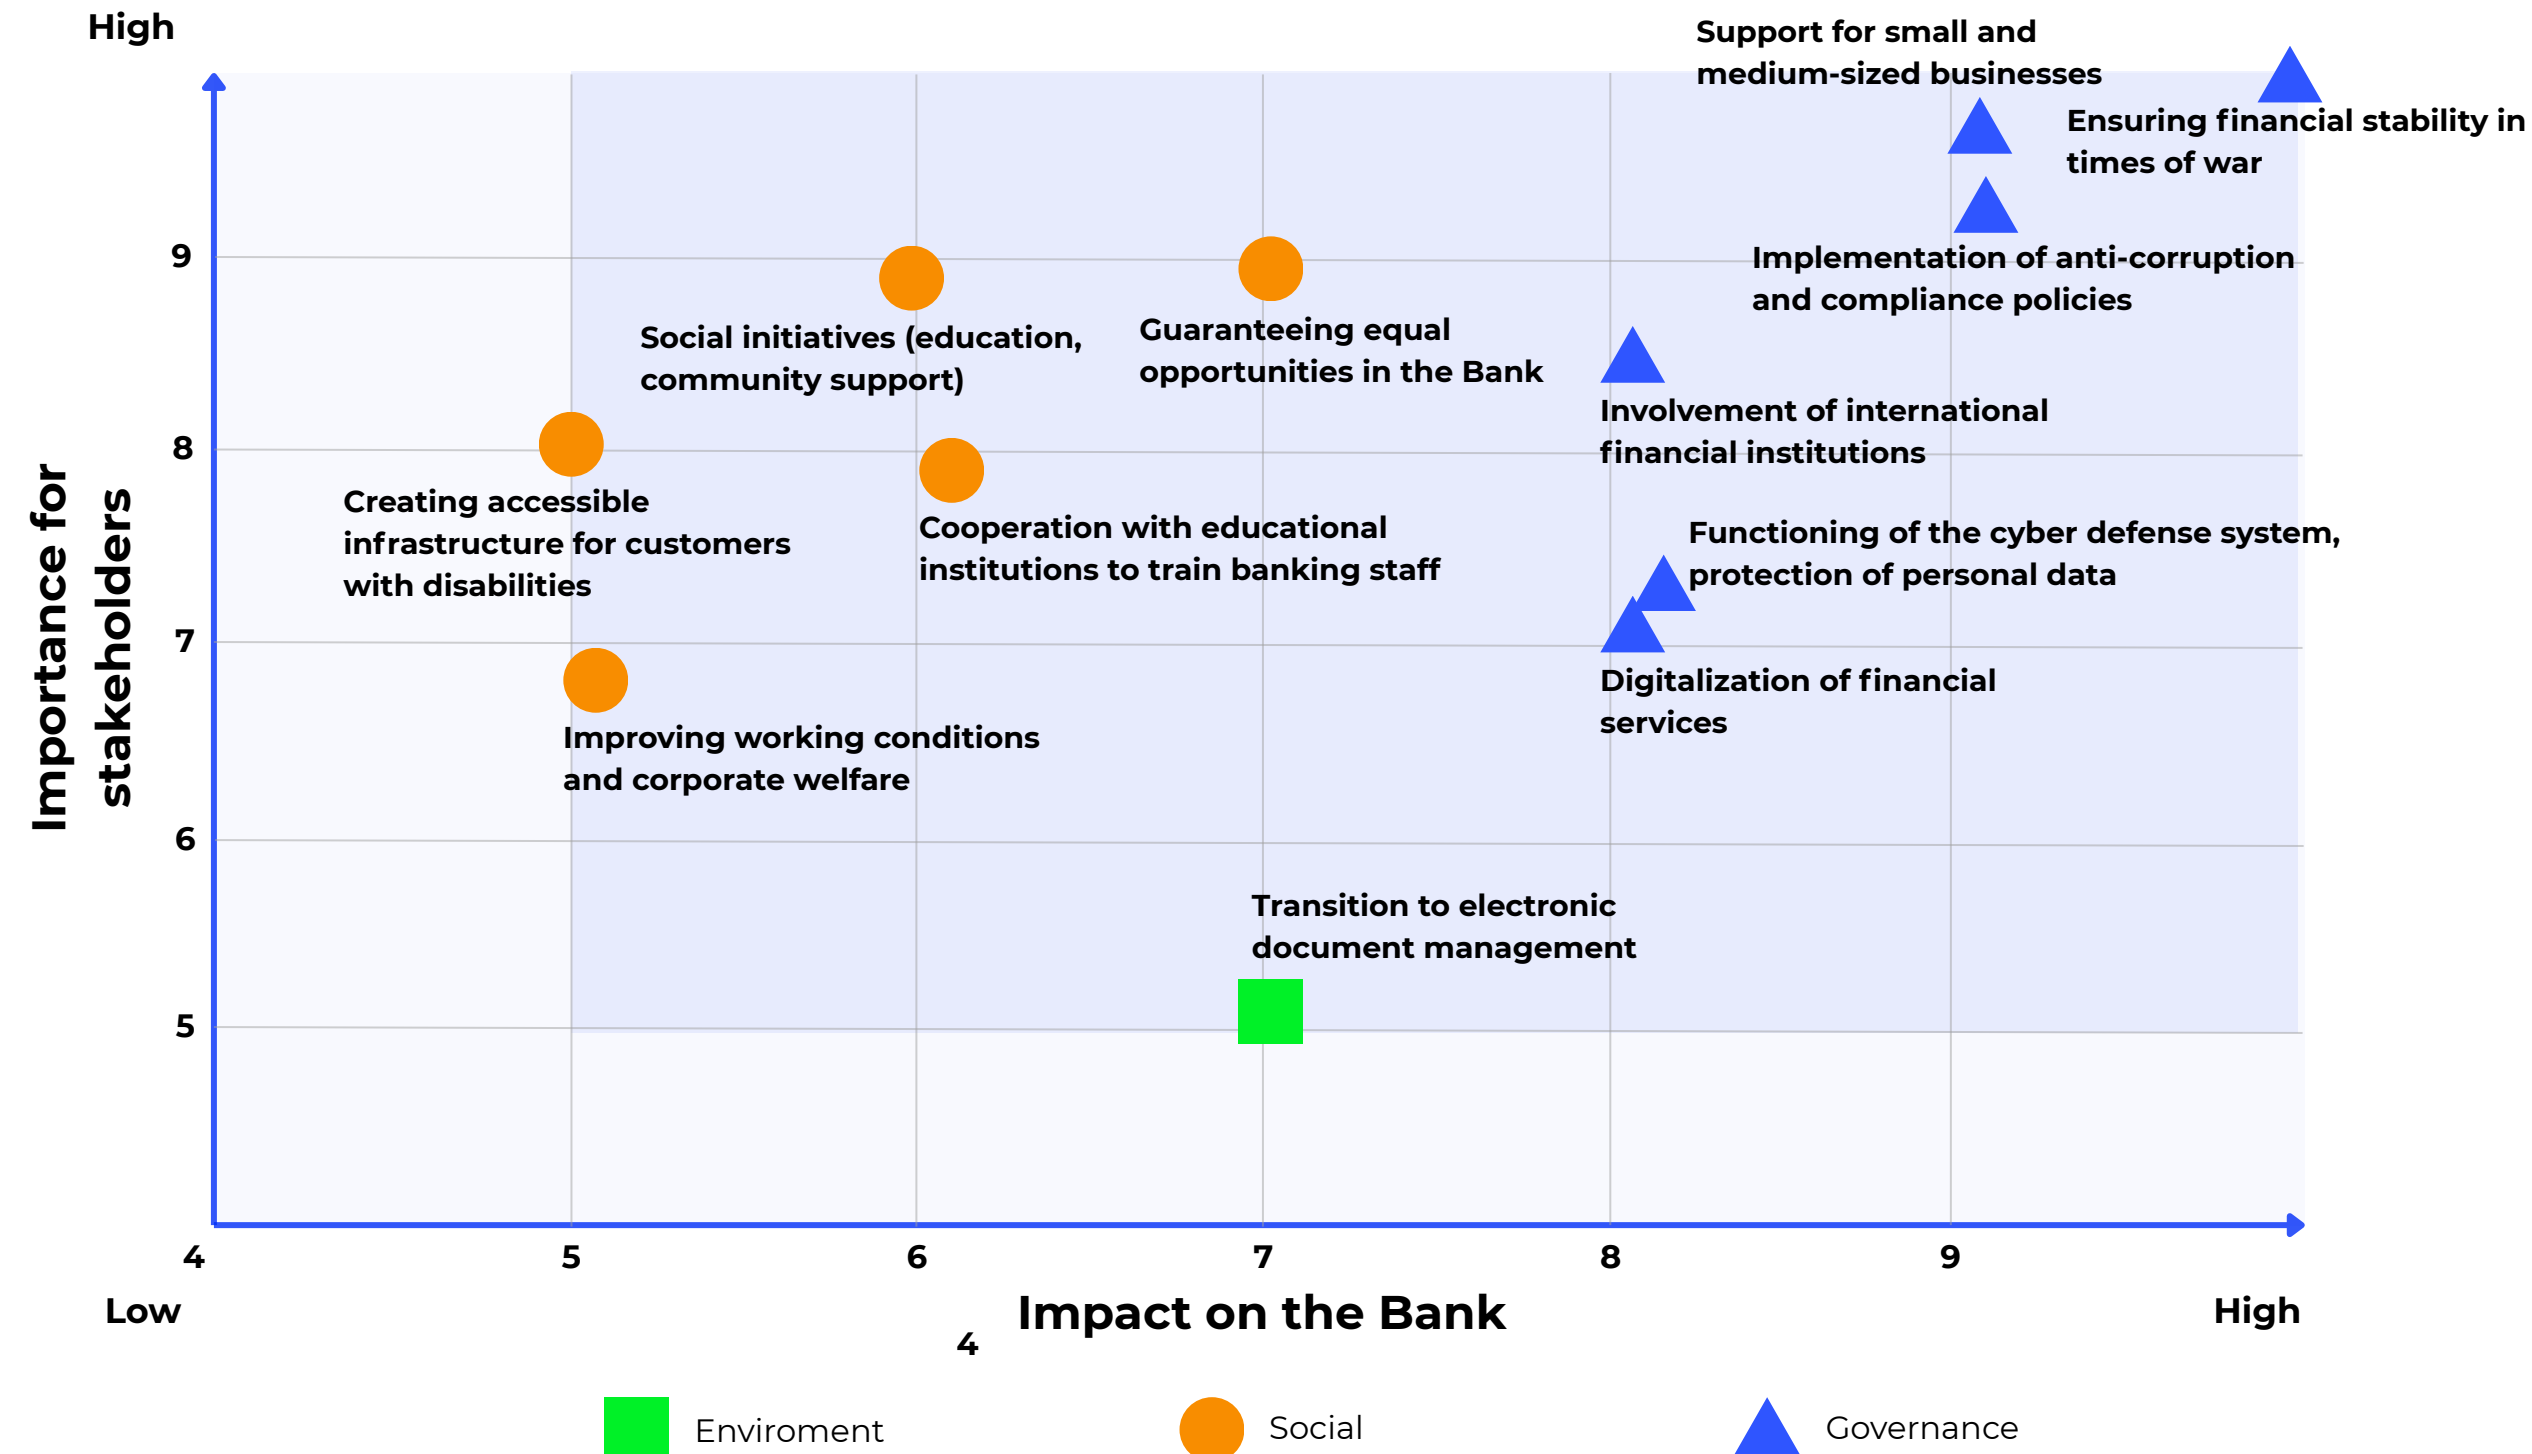 High
Support for small and
medium-sized businesses
Ensuring financial stability in
times of war
9
Implementation of anti-corruption
and compliance policies
Social initiatives (education,
community support)
Guaranteeing equal
opportunities in the Bank
Involvement of international
financial institutions
8
Creating accessible
infrastructure for customers
with disabilities
Cooperation with educational
institutions to train banking staff
Functioning of the cyber defense system,
protection of personal data
Importance for
stakeholders
7
Digitalization of financial
services
Improving working conditions
and corporate welfare
6
Transition to electronic
document management
5
4
5
6
7
8
9
Low
Impact on the Bank
High
4
Enviroment
Social
Governance